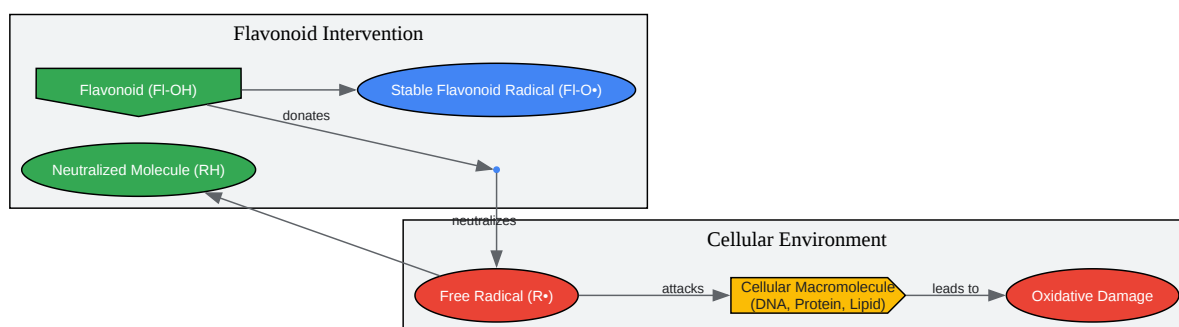 Flavonoid Intervention
Flavonoid (Fl-OH)
Stable Flavonoid Radical (Fl-O•)
donates
Neutralized Molecule (RH)
neutralizes
Cellular Environment
Free Radical (R•)
attacks
Cellular Macromolecule
(DNA, Protein, Lipid)
leads to
Oxidative Damage